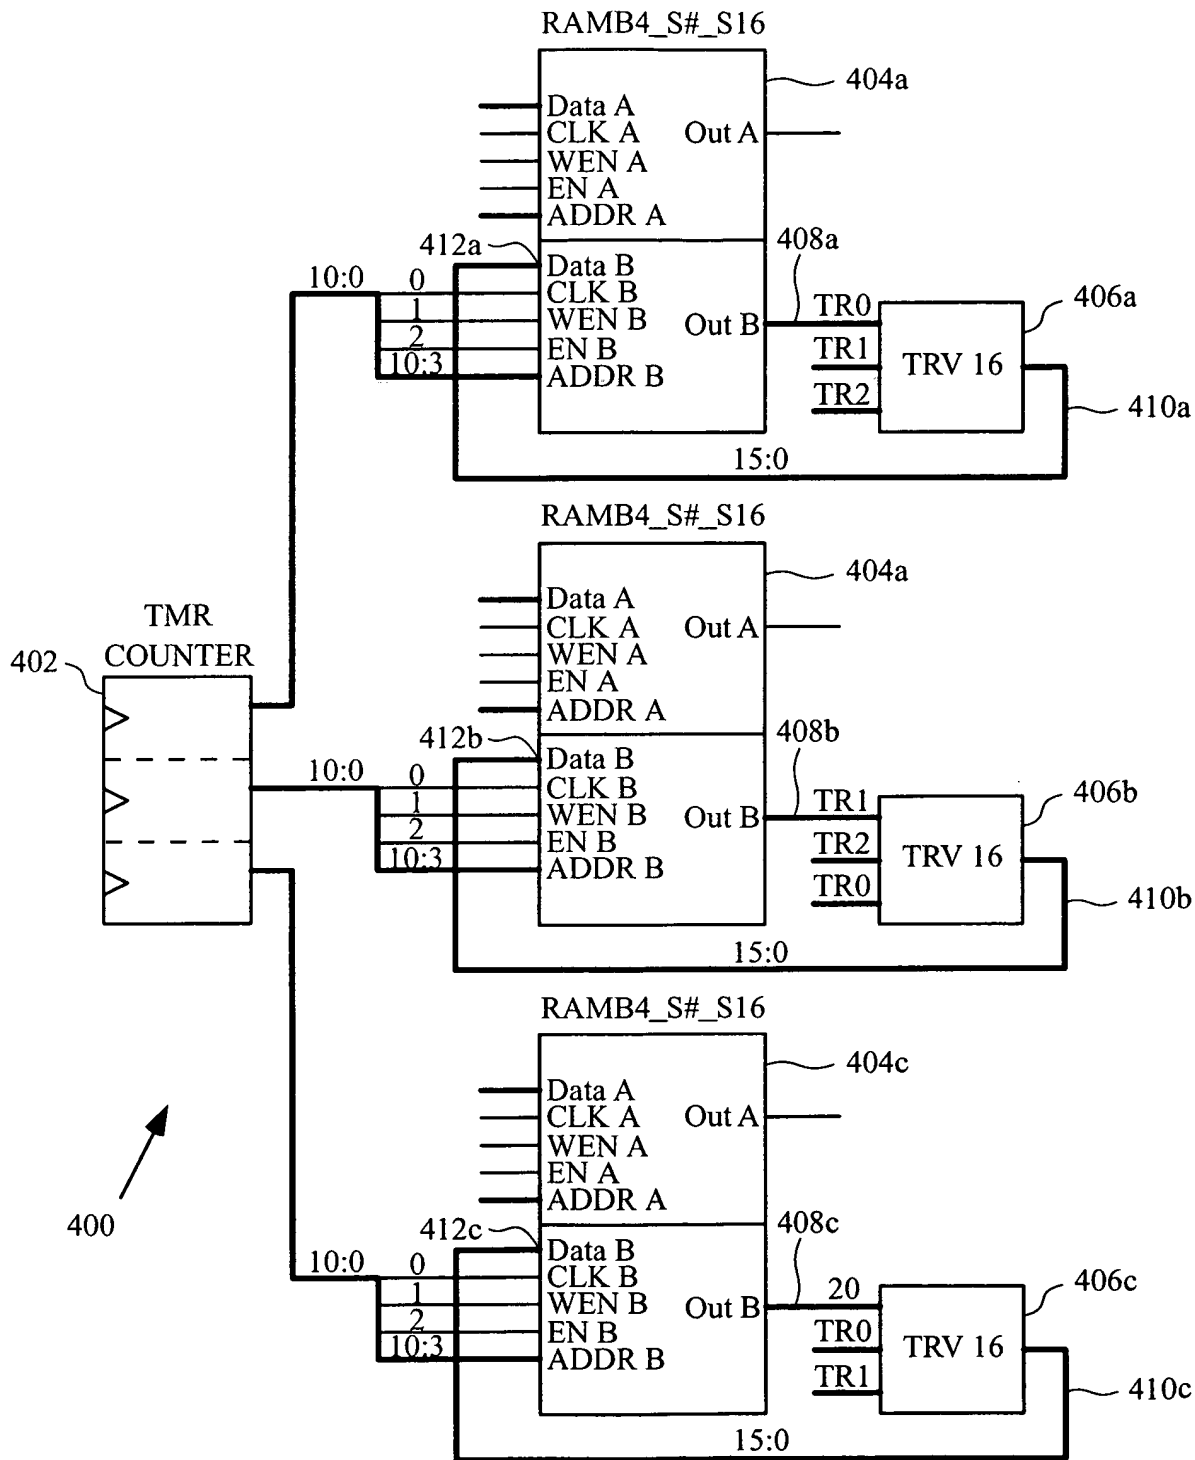 RAMB4_S#_S16
404a
Data A
CLK A
Out A
WEN A
EN A
ADDR A
412a
408a
10:0
0
Data B
CLK B
1
WEN B
Out B
2
EN B
10:3
ADDR B
TR0
406a
TR1
TRV 16
TR2
410a
15:0
RAMB4_S#_S16
404a
Data A
CLK A
Out A
WEN A
EN A
ADDR A
TMR
COUNTER
402
412b
408b
10:0
0
Data B
CLK B
1
WEN B
Out B
2
EN B
10:3
ADDR B
TR1
406b
TR2
TRV 16
TR0
410b
15:0
RAMB4_S#_S16
404c
Data A
CLK A
Out A
WEN A
EN A
ADDR A
400
412c
408c
10:0
0
Data B
CLK B
1
WEN B
Out B
2
EN B
10:3
ADDR B
20
406c
TR0
TRV 16
TR1
410c
15:0